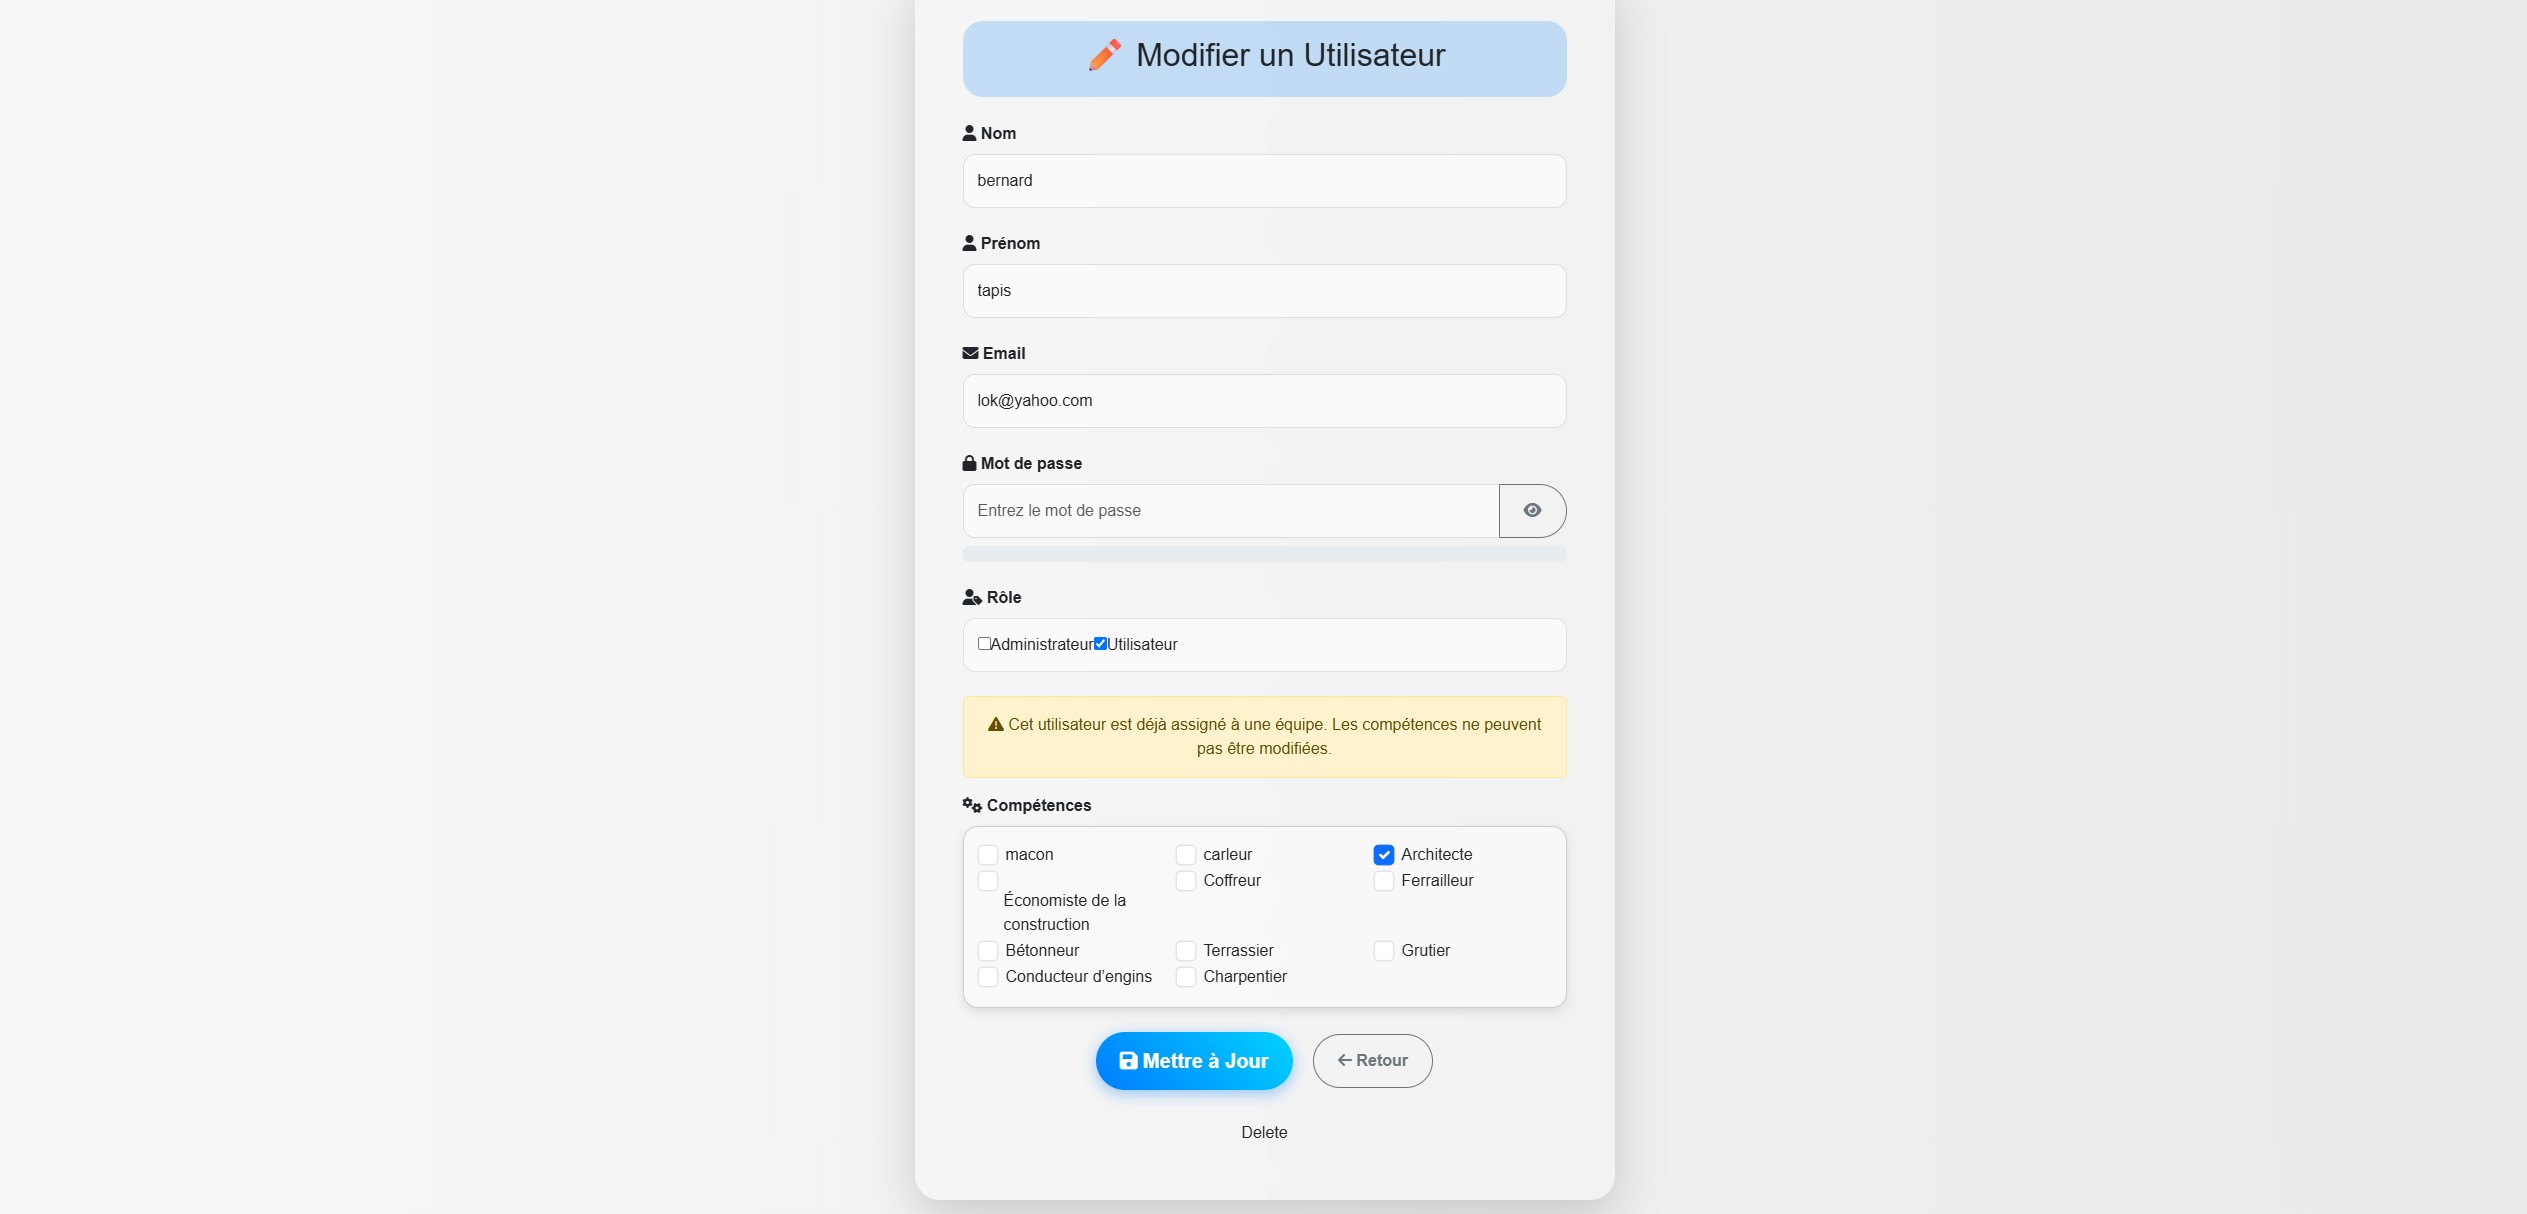 Modifier un Utilisateur
Nom
bernard
Prénom
tapis
Email
lok@yahoo.com
Mot de passe
Entrez le mot de passe
Rôle
Administrateur Utilisateur
Cet utilisateur est déjà assigné à une équipe. Les compétences ne peuvent
pas être modifiées.
Compétences
macon carleur Architecte
Coffreur Ferrailleur
Économiste de la
construction
Bétonneur Terrassier Grutier
Conducteur d’engins Charpentier
Mettre à Jour Retour
Delete